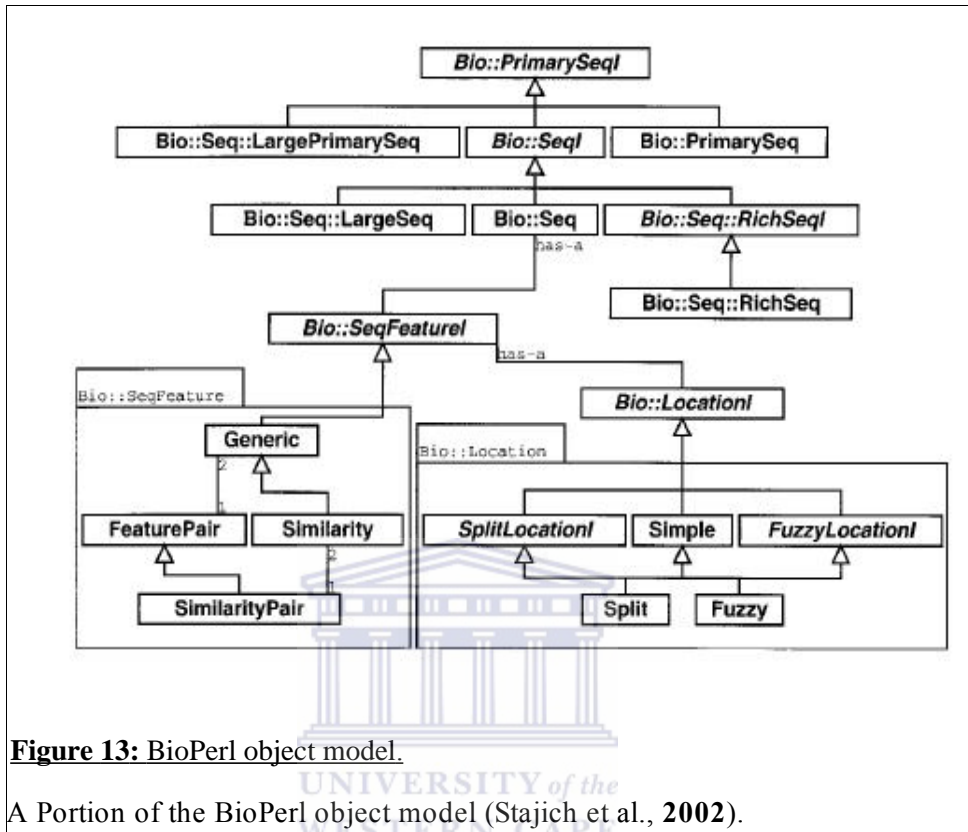 Bio::PrimarySeqI
Bio::Seq::LargePrimarySeq
Bio::SeqI
Bio::PrimarySeq
Bio::Seq::LargeSeq
Bio::Seq
Bio::Seq::RichSeqI
has-a
Bio::Seq::RichSeq
Bio::SeqFeatureI
has-a
Bio::SeqFeature
Bio::LocationI
Generic
Bio::Location
2
1
FeaturePair
Similarity
SplitLocationI
Simple
FuzzyLocationI
2
1
SimilarityPair
Split
Fuzzy
Figure 13: BioPerl object model.
UNIVERSITY of the
A Portion of the BioPerl object model (Stajich et al., 2002).
WESTERN CAPE